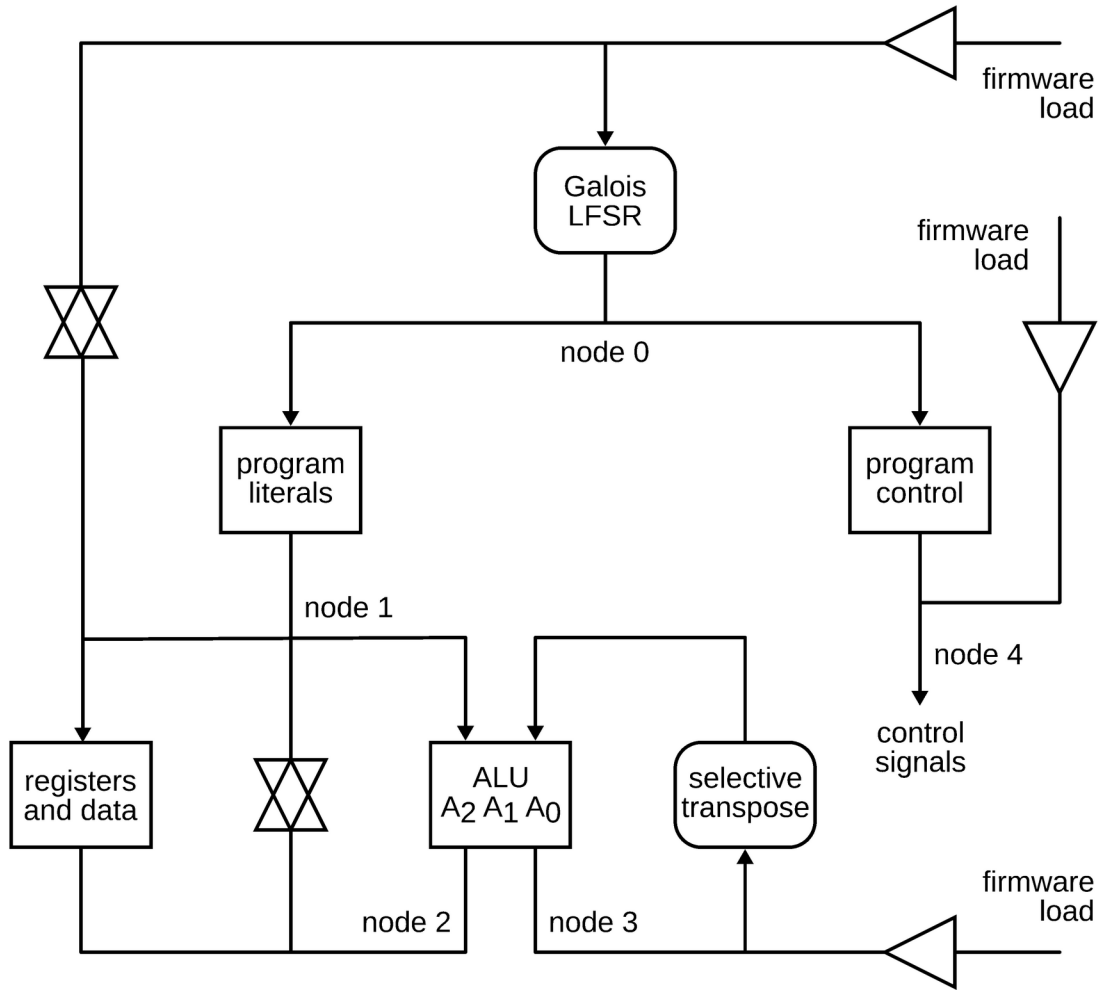 firmware
load
Galois
LFSR
firmware
load
node 0
program
literals
program
control
node 1
node 4
control
signals
registers
and data
ALU
A2 A1 A0
selective
transpose
firmware
load
node 2
node 3